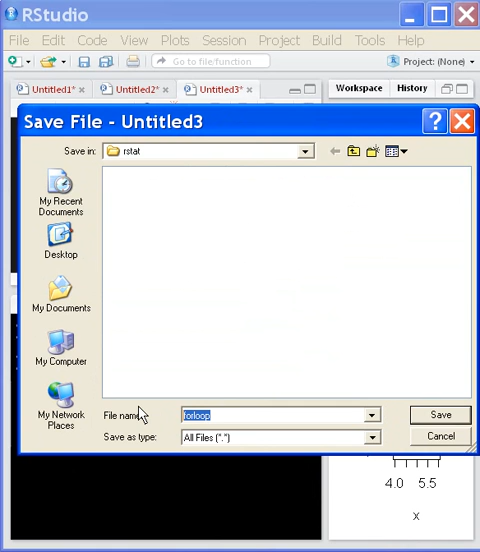 RStudio
File Edit Code View Plots Session Project Build Tools Help
Go to file/function Project: (None)
Untitled1* Untitled2* Untitled3* Workspace History
Save File - Untitled3
Save in: rstat
My Recent
Documents
Desktop
My Documents
My Computer
My Network
Places
File name: forloop Save
Save as type: All Files (*.*) Cancel
4.0 5.5
x